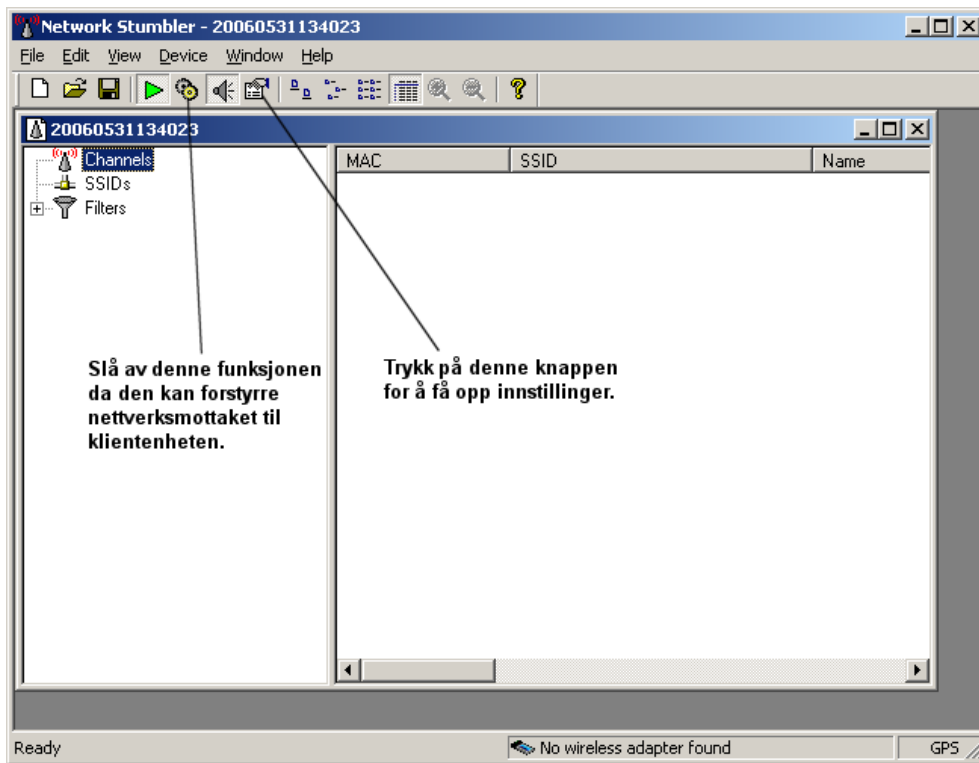 Network Stumbler - 20060531134023
File Edit View Device Window Help
20060531134023
Channels
SSIDs
Filters
MAC SSID Name
Slå av denne funksjonen
da den kan forstyrre
nettverksmottaket til
klientenheten.
Trykk på denne knappen
for å få opp innstillinger.
Ready No wireless adapter found GPS